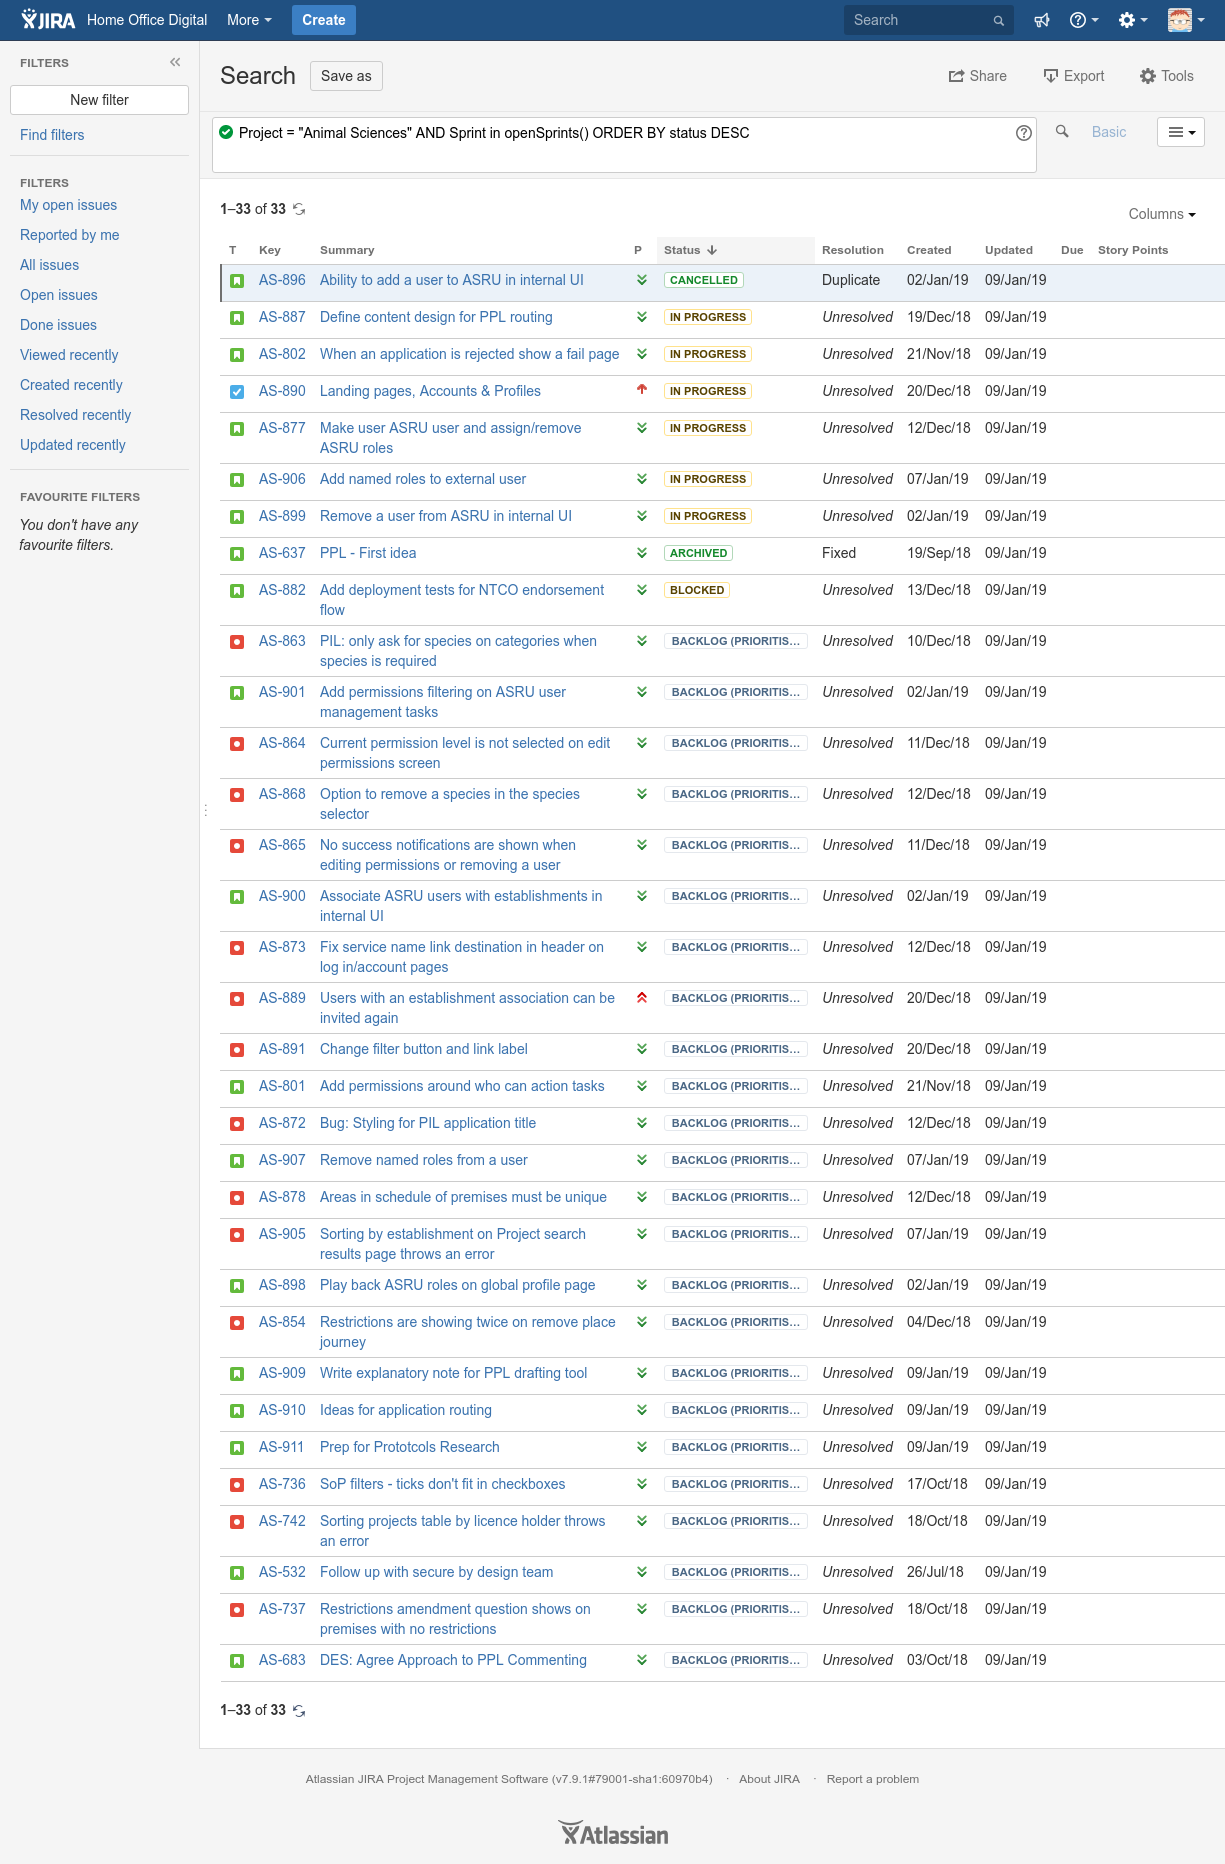 JIRA Home Office Digital More Create Search
FILTERS
New filter
Find filters
FILTERS
My open issues
Reported by me
All issues
Open issues
Done issues
Viewed recently
Created recently
Resolved recently
Updated recently
FAVOURITE FILTERS
You don't have any
favourite filters.
Search Save as Share Export Tools
Project = "Animal Sciences" AND Sprint in openSprints() ORDER BY status DESC Basic
1–33 of 33
Columns
T Key Summary P Status Resolution Created Updated Due Story Points
AS-896 Ability to add a user to ASRU in internal UI CANCELLED Duplicate 02/Jan/19 09/Jan/19
AS-887 Define content design for PPL routing IN PROGRESS Unresolved 19/Dec/18 09/Jan/19
AS-802 When an application is rejected show a fail page IN PROGRESS Unresolved 21/Nov/18 09/Jan/19
AS-890 Landing pages, Accounts & Profiles IN PROGRESS Unresolved 20/Dec/18 09/Jan/19
AS-877 Make user ASRU user and assign/remove IN PROGRESS Unresolved 12/Dec/18 09/Jan/19
ASRU roles
AS-906 Add named roles to external user IN PROGRESS Unresolved 07/Jan/19 09/Jan/19
AS-899 Remove a user from ASRU in internal UI IN PROGRESS Unresolved 02/Jan/19 09/Jan/19
AS-637 PPL - First idea ARCHIVED Fixed 19/Sep/18 09/Jan/19
AS-882 Add deployment tests for NTCO endorsement BLOCKED Unresolved 13/Dec/18 09/Jan/19
flow
AS-863 PIL: only ask for species on categories when BACKLOG (PRIORITIS… Unresolved 10/Dec/18 09/Jan/19
species is required
AS-901 Add permissions filtering on ASRU user BACKLOG (PRIORITIS… Unresolved 02/Jan/19 09/Jan/19
management tasks
AS-864 Current permission level is not selected on edit BACKLOG (PRIORITIS… Unresolved 11/Dec/18 09/Jan/19
permissions screen
AS-868 Option to remove a species in the species BACKLOG (PRIORITIS… Unresolved 12/Dec/18 09/Jan/19
selector
AS-865 No success notifications are shown when BACKLOG (PRIORITIS… Unresolved 11/Dec/18 09/Jan/19
editing permissions or removing a user
AS-900 Associate ASRU users with establishments in BACKLOG (PRIORITIS… Unresolved 02/Jan/19 09/Jan/19
internal UI
AS-873 Fix service name link destination in header on BACKLOG (PRIORITIS… Unresolved 12/Dec/18 09/Jan/19
log in/account pages
AS-889 Users with an establishment association can be BACKLOG (PRIORITIS… Unresolved 20/Dec/18 09/Jan/19
invited again
AS-891 Change filter button and link label BACKLOG (PRIORITIS… Unresolved 20/Dec/18 09/Jan/19
AS-801 Add permissions around who can action tasks BACKLOG (PRIORITIS… Unresolved 21/Nov/18 09/Jan/19
AS-872 Bug: Styling for PIL application title BACKLOG (PRIORITIS… Unresolved 12/Dec/18 09/Jan/19
AS-907 Remove named roles from a user BACKLOG (PRIORITIS… Unresolved 07/Jan/19 09/Jan/19
AS-878 Areas in schedule of premises must be unique BACKLOG (PRIORITIS… Unresolved 12/Dec/18 09/Jan/19
AS-905 Sorting by establishment on Project search BACKLOG (PRIORITIS… Unresolved 07/Jan/19 09/Jan/19
results page throws an error
AS-898 Play back ASRU roles on global profile page BACKLOG (PRIORITIS… Unresolved 02/Jan/19 09/Jan/19
AS-854 Restrictions are showing twice on remove place BACKLOG (PRIORITIS… Unresolved 04/Dec/18 09/Jan/19
journey
AS-909 Write explanatory note for PPL drafting tool BACKLOG (PRIORITIS… Unresolved 09/Jan/19 09/Jan/19
AS-910 Ideas for application routing BACKLOG (PRIORITIS… Unresolved 09/Jan/19 09/Jan/19
AS-911 Prep for Prototcols Research BACKLOG (PRIORITIS… Unresolved 09/Jan/19 09/Jan/19
AS-736 SoP filters - ticks don't fit in checkboxes BACKLOG (PRIORITIS… Unresolved 17/Oct/18 09/Jan/19
AS-742 Sorting projects table by licence holder throws BACKLOG (PRIORITIS… Unresolved 18/Oct/18 09/Jan/19
an error
AS-532 Follow up with secure by design team BACKLOG (PRIORITIS… Unresolved 26/Jul/18 09/Jan/19
AS-737 Restrictions amendment question shows on BACKLOG (PRIORITIS… Unresolved 18/Oct/18 09/Jan/19
premises with no restrictions
AS-683 DES: Agree Approach to PPL Commenting BACKLOG (PRIORITIS… Unresolved 03/Oct/18 09/Jan/19
1–33 of 33
Atlassian JIRA Project Management Software (v7.9.1#79001-sha1:60970b4) · About JIRA · Report a problem
Atlassian